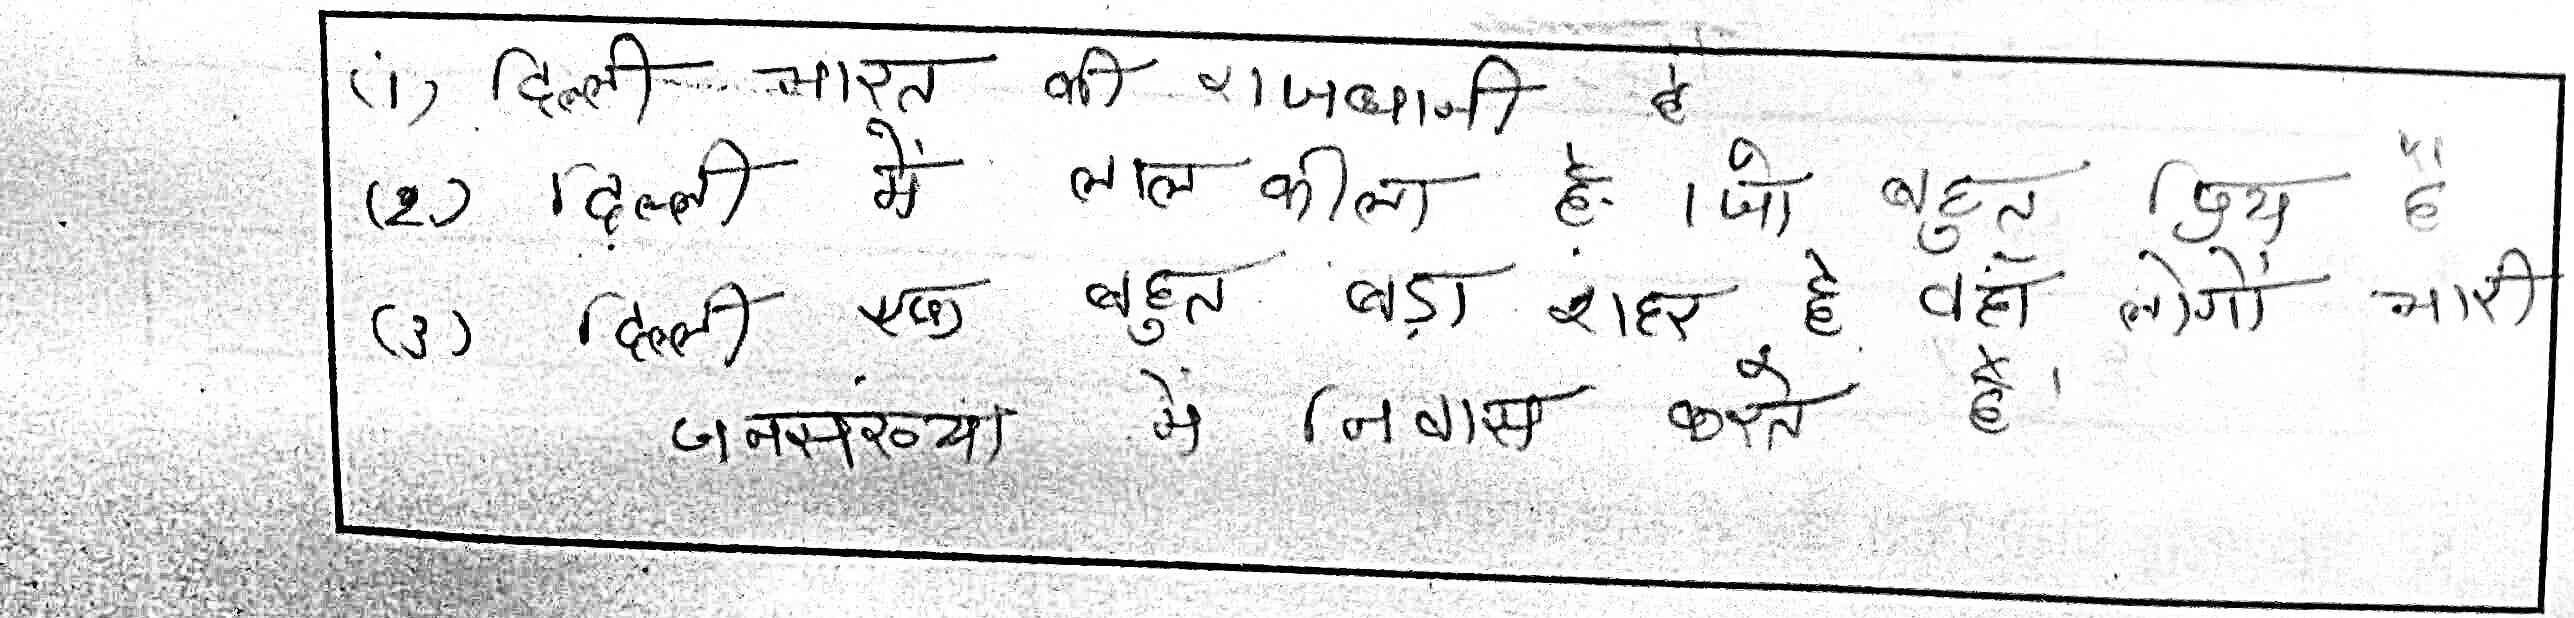 (1) दिल्ली भारत की राजधानी है
(2) दिल्ली में लाल कीला है। जो बहुत प्रिय है
(3) दिल्ली एक बहुत बड़ा शहर है वहाँ लोगों भारी
जनसंख्या में निवास करते है।